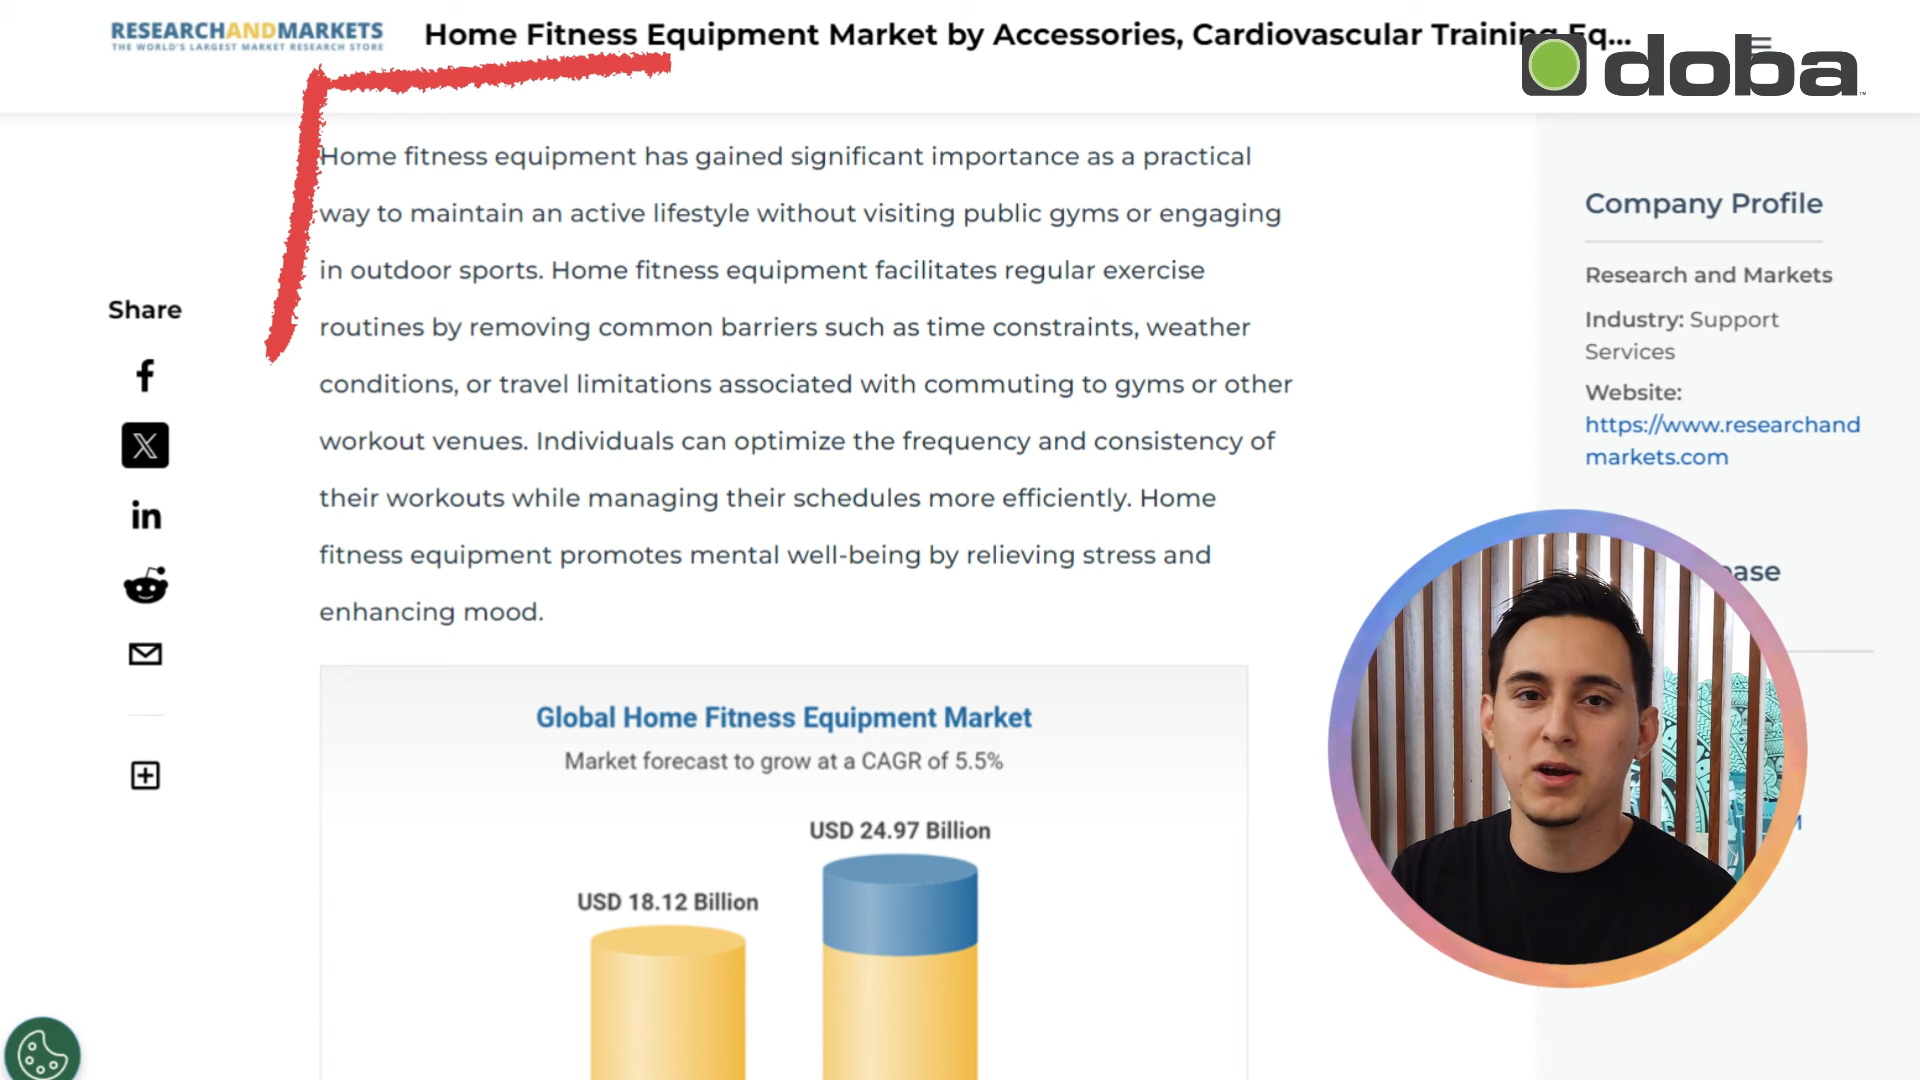 RESEARCHANDMARKETS
THE WORLD'S LARGEST MARKET RESEARCH STORE
Home Fitness Equipment Market by Accessories, Cardiovascular Training Eq...
doba
Home fitness equipment has gained significant importance as a practical
way to maintain an active lifestyle without visiting public gyms or engaging
in outdoor sports. Home fitness equipment facilitates regular exercise
routines by removing common barriers such as time constraints, weather
conditions, or travel limitations associated with commuting to gyms or other
workout venues. Individuals can optimize the frequency and consistency of
their workouts while managing their schedules more efficiently. Home
fitness equipment promotes mental well-being by relieving stress and
enhancing mood.
Share
Company Profile
Research and Markets
Industry: Support
Services
Website:
https://www.researchand
markets.com
Global Home Fitness Equipment Market
Market forecast to grow at a CAGR of 5.5%
USD 24.97 Billion
USD 18.12 Billion